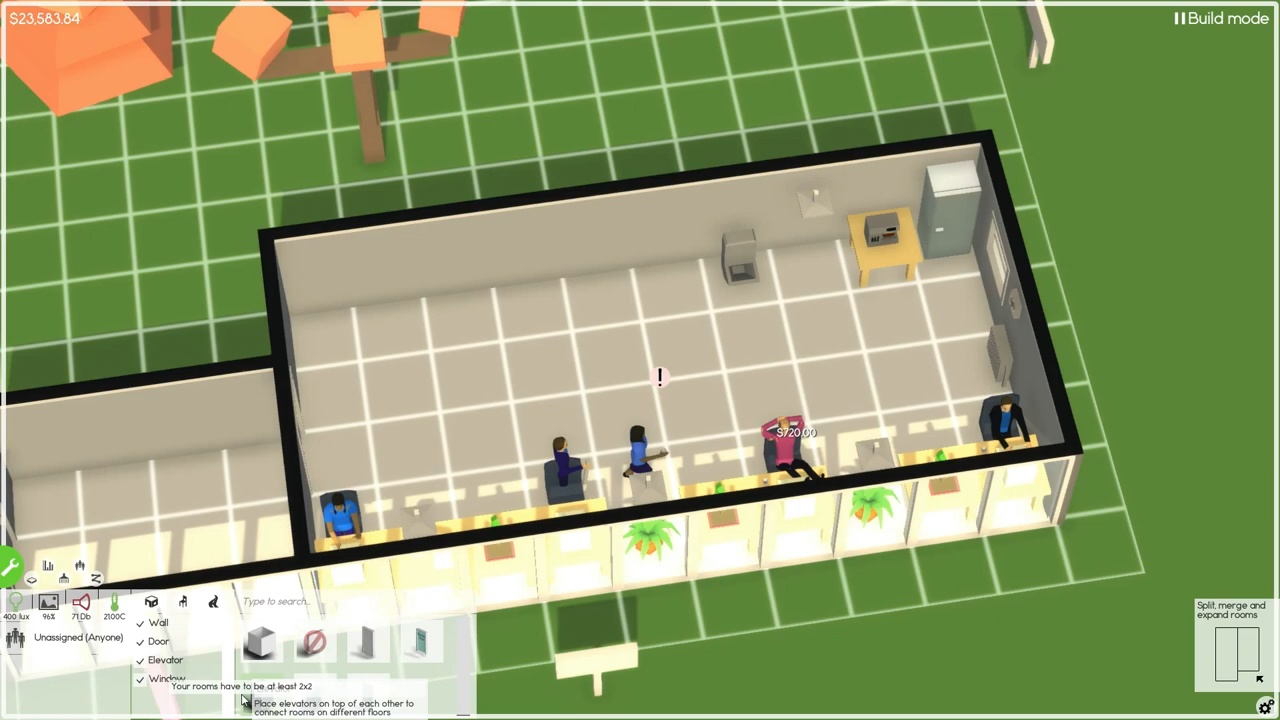 $23,583.84
Build mode
$720.00
400 lux
96%
71 Db
2100C
Unassigned (Anyone)
Type to search...
Wall
Door
Elevator
Window
Your rooms have to be at least 2x2
Place elevators on top of each other to
connect rooms on different floors
Split, merge and
expand rooms